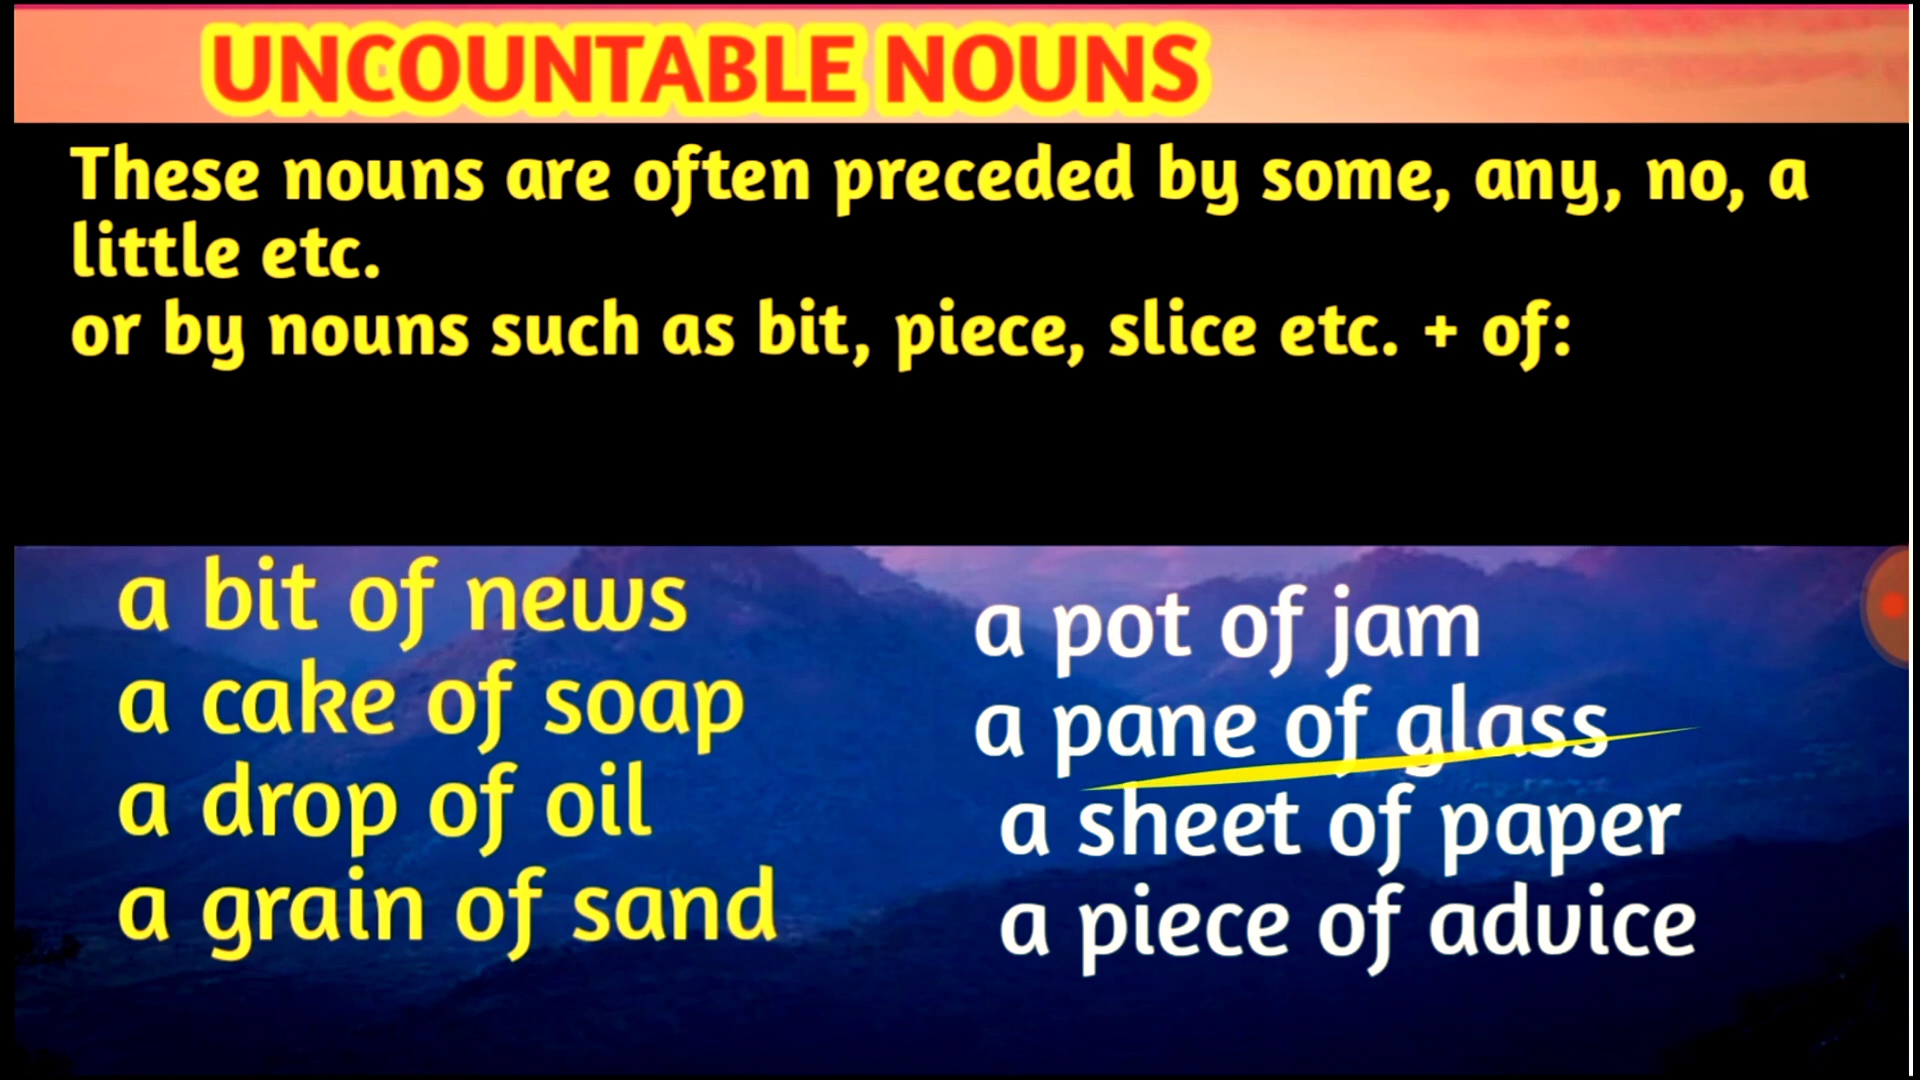 UNCOUNTABLE NOUNS
These nouns are often preceded by some, any, no, a
little etc.
or by nouns such as bit, piece, slice etc. + of:
a bit of news
a cake of soap
a drop of oil
a grain of sand
a pot of jam
a pane of glass
a sheet of paper
a piece of advice